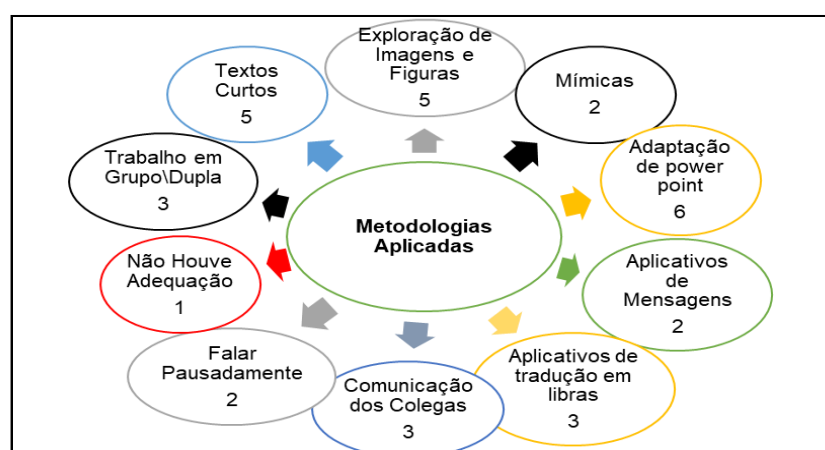 Metodologias
Aplicadas
Exploração de
Imagens e
Figuras
5
Mímicas
2
Adaptação
de power
point
6
Aplicativos
de
Mensagens
2
Aplicativos de
tradução em
libras
3
Comunicação
dos Colegas
3
Falar
Pausadamente
2
Não Houve
Adequação
1
Trabalho em
Grupo\Dupla
3
Textos
Curtos
5